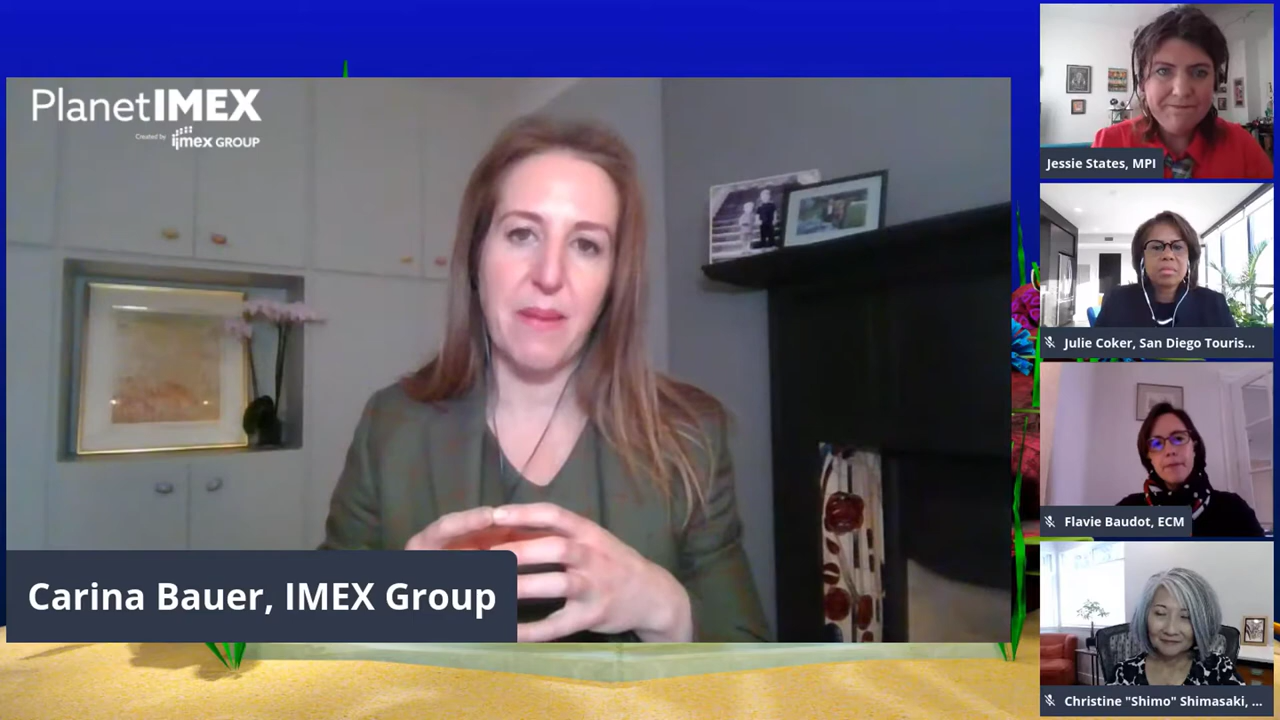 PlanetIMEX
Created by
imex GROUP
Carina Bauer, IMEX Group
Jessie States, MPI
Julie Coker, San Diego Touris...
Flavie Baudot, ECM
Christine "Shimo" Shimasaki, ...